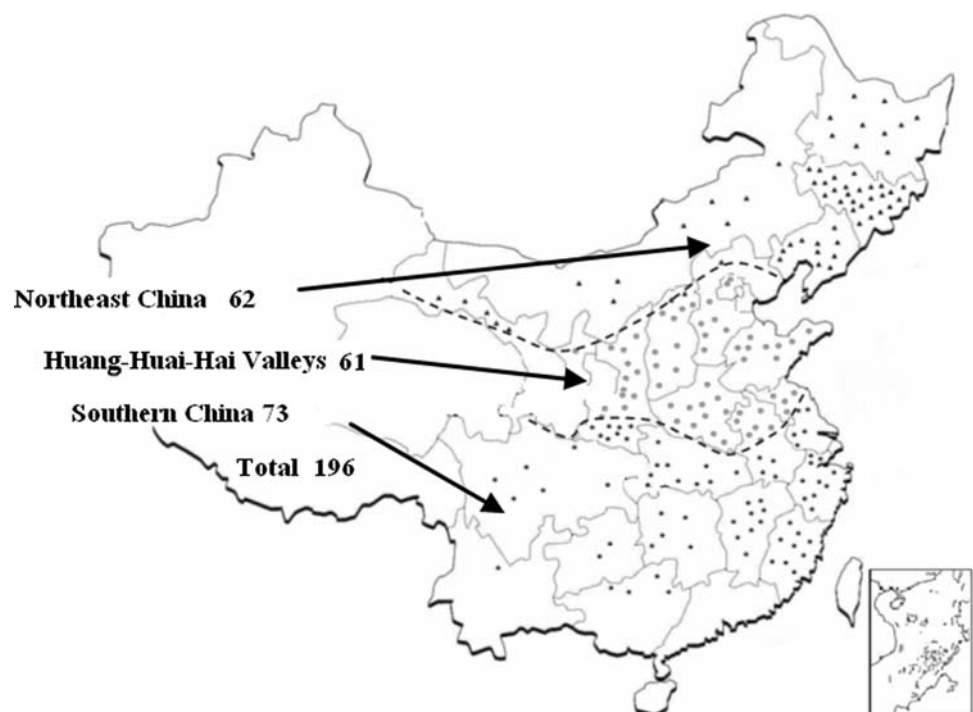 Northeast China 62
Huang-Huai-Hai Valleys 61
Southern China 73
Total 196